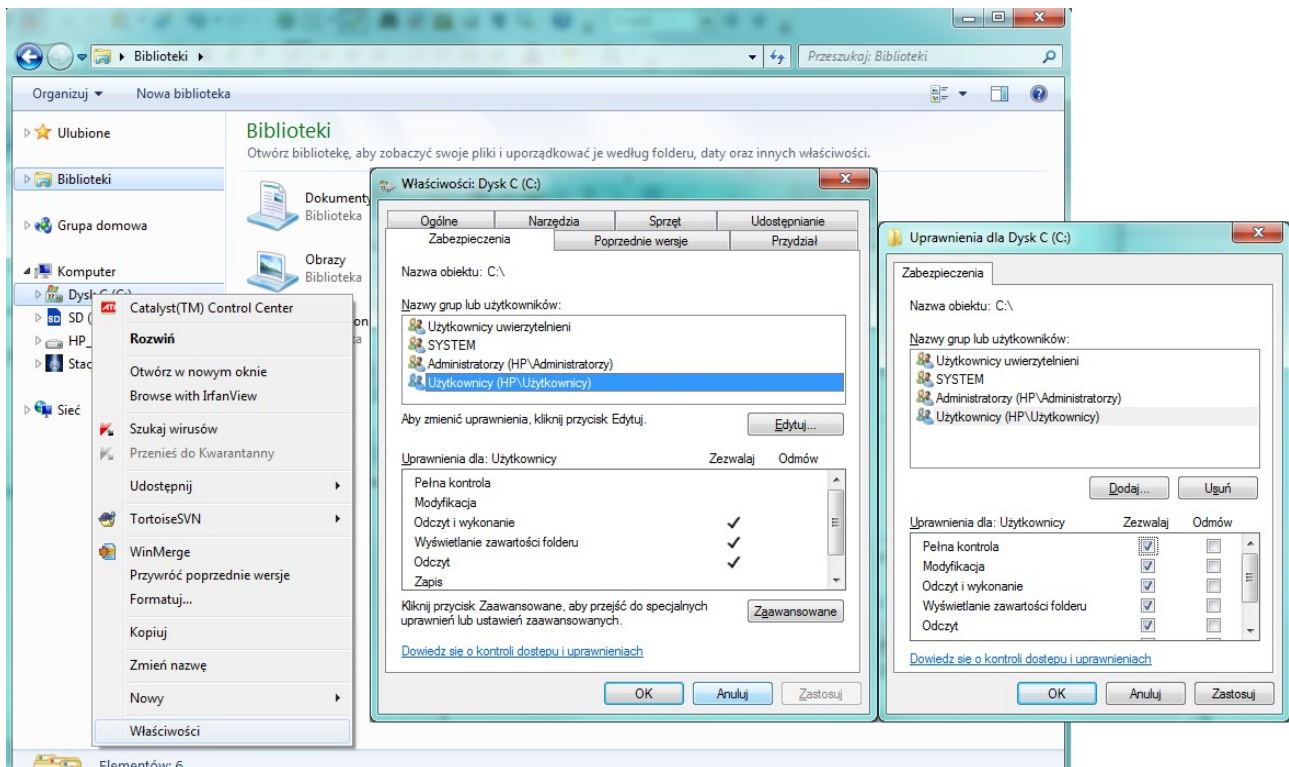 Biblioteki
Przeszukaj: Biblioteki
Organizuj
Nowa biblioteka
Ulubione
Biblioteki
Grupa domowa
Komputer
SD (
HP_
Sieć
Biblioteki
Otwórz bibliotekę, aby zobaczyć swoje pliki i uporządkować je według folderu, daty oraz innych właściwości.
Dokumenty
Biblioteka
Obrazy
Biblioteka
Catalyst(TM) Control Center
Rozwiń
Otwórz w nowym oknie
Browse with IrfanView
Szukaj wirusów
Przenieś do Kwarantanny
Udostępnij
TortoiseSVN
WinMerge
Przywróć poprzednie wersje
Formatuj...
Kopiuj
Zmień nazwę
Nowy
Właściwości
Elementów: 6
Właściwości: Dysk C (C:)
Ogólne Narzędzia Sprzęt Udostępnianie
Zabezpieczenia Poprzednie wersje Przydział
Nazwa obiektu: C:\
Nazwy grup lub użytkowników:
Użytkownicy uwierzytelnieni
SYSTEM
Administratorzy (HP\Administratorzy)
Użytkownicy (HP\Użytkownicy)
Aby zmienić uprawnienia, kliknij przycisk Edytuj.
Edytuj...
Uprawnienia dla: Użytkownicy Zezwalaj Odmów
Pełna kontrola
Modyfikacja
Odczyt i wykonanie
Wyświetlanie zawartości folderu
Odczyt
Zapis
Kliknij przycisk Zaawansowane, aby przejść do specjalnych
uprawnień lub ustawień zaawansowanych.
Zaawansowane
Dowiedz się o kontroli dostępu i uprawnieniach
OK Anuluj Zastosuj
Uprawnienia dla Dysk C (C:)
Zabezpieczenia
Nazwa obiektu: C:\
Nazwy grup lub użytkowników:
Użytkownicy uwierzytelnieni
SYSTEM
Administratorzy (HP\Administratorzy)
Użytkownicy (HP\Użytkownicy)
Dodaj... Usuń
Uprawnienia dla: Użytkownicy Zezwalaj Odmów
Pełna kontrola
Modyfikacja
Odczyt i wykonanie
Wyświetlanie zawartości folderu
Odczyt
Dowiedz się o kontroli dostępu i uprawnieniach
OK Anuluj Zastosuj